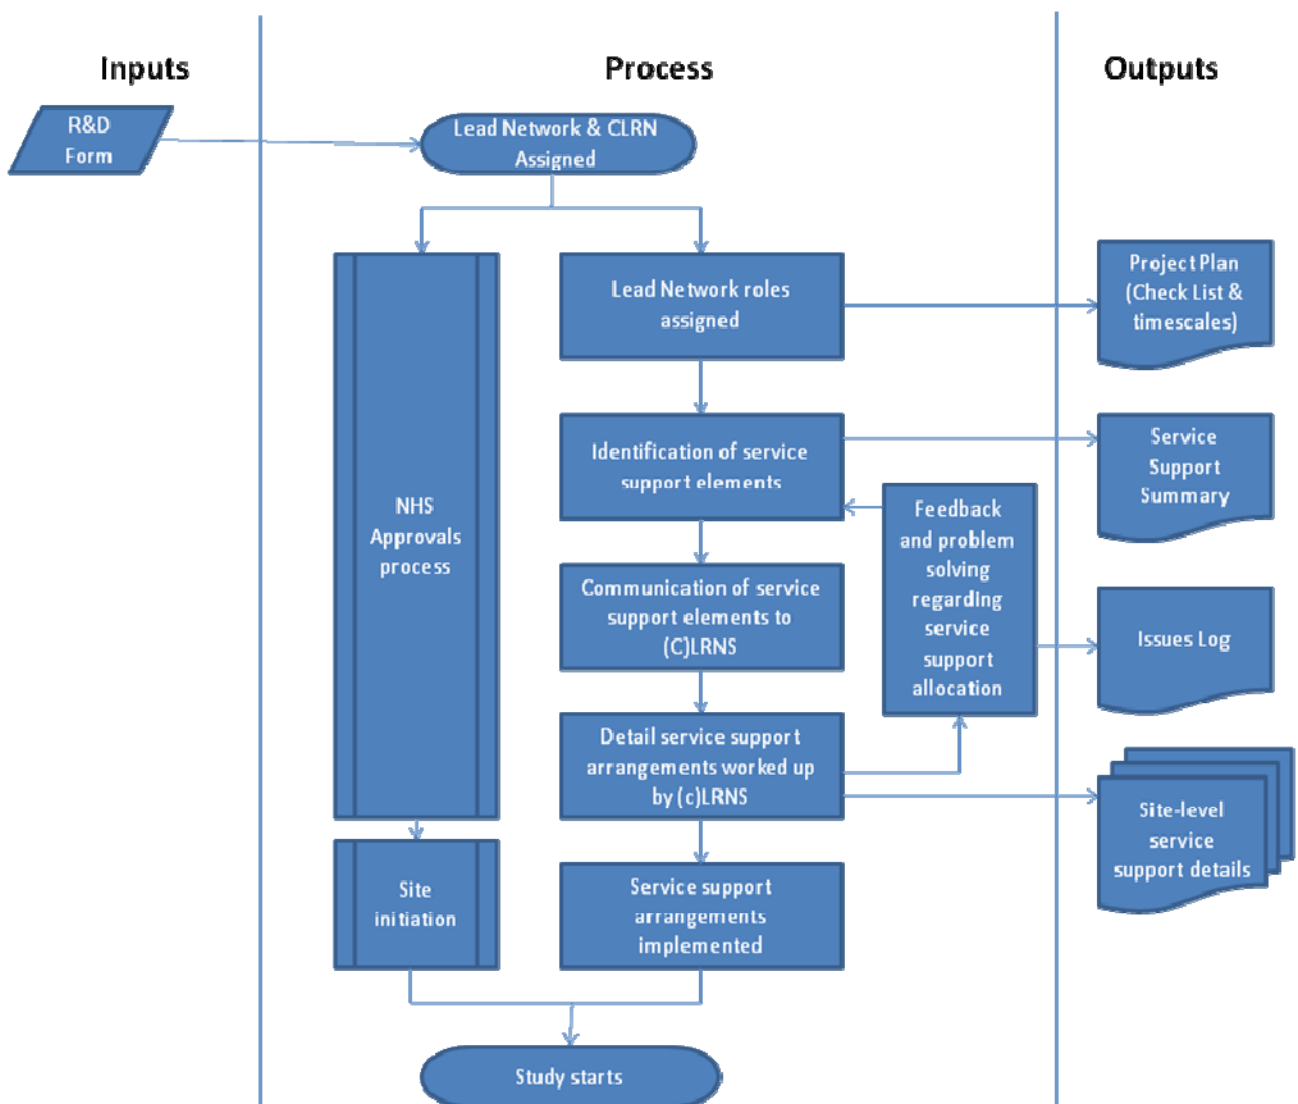 Inputs
Process
Outputs
R&D
Form
Lead Network & CLRN
Assigned
NHS
Approvals
process
Site
initiation
Lead Network roles
assigned
Identification of service
support elements
Communication of service
support elements to
(C)LRNS
Detail service support
arrangements worked up
by (c)LRNS
Service support
arrangements
implemented
Feedback
and problem
solving
regarding
service
support
allocation
Project Plan
(Check List &
timescales)
Service
Support
Summary
Issues Log
Site-level
service
support details
Study starts